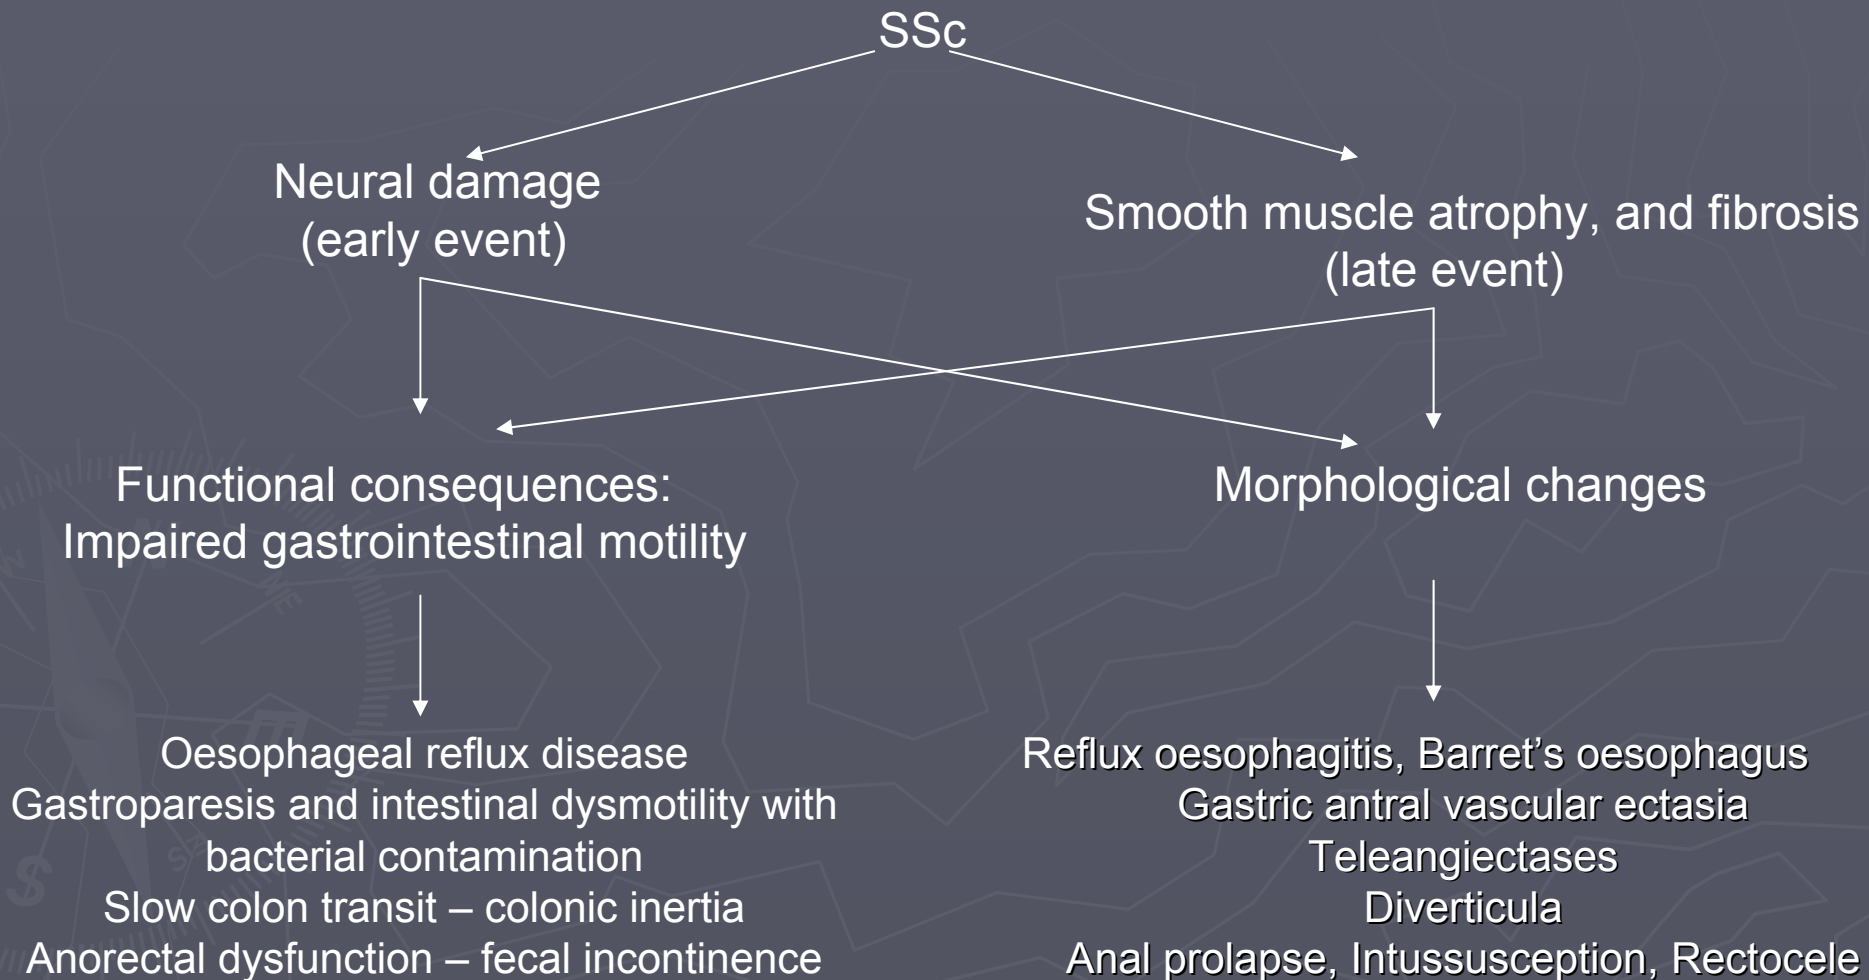 SSc
Neural damage
(early event)
Smooth muscle atrophy, and fibrosis
(late event)
Functional consequences:
Impaired gastrointestinal motility
Morphological changes
Oesophageal reflux disease
Gastroparesis and intestinal dysmotility with
bacterial contamination
Slow colon transit – colonic inertia
Anorectal dysfunction – fecal incontinence
Reflux oesophagitis, Barret’s oesophagus
Gastric antral vascular ectasia
Teleangiectases
Diverticula
Anal prolapse, Intussusception, Rectocele
N
NE
E
SE
S